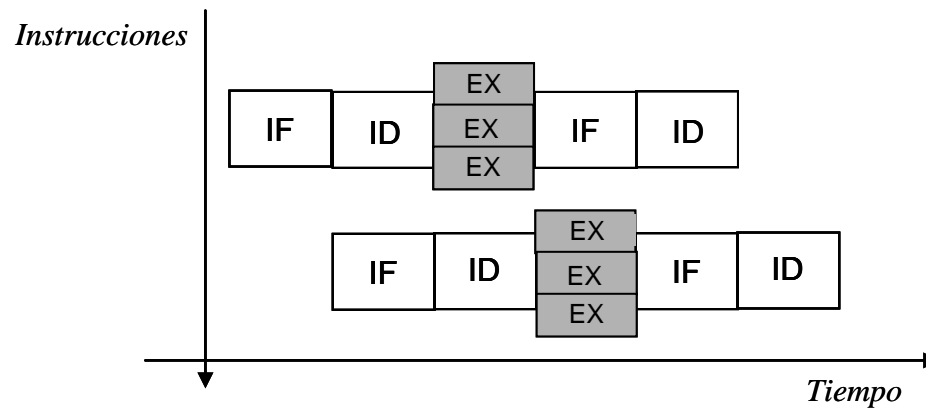 Instrucciones
EX
IF ID EX IF ID
EX
EX
IF ID EX IF ID
EX
Tiempo